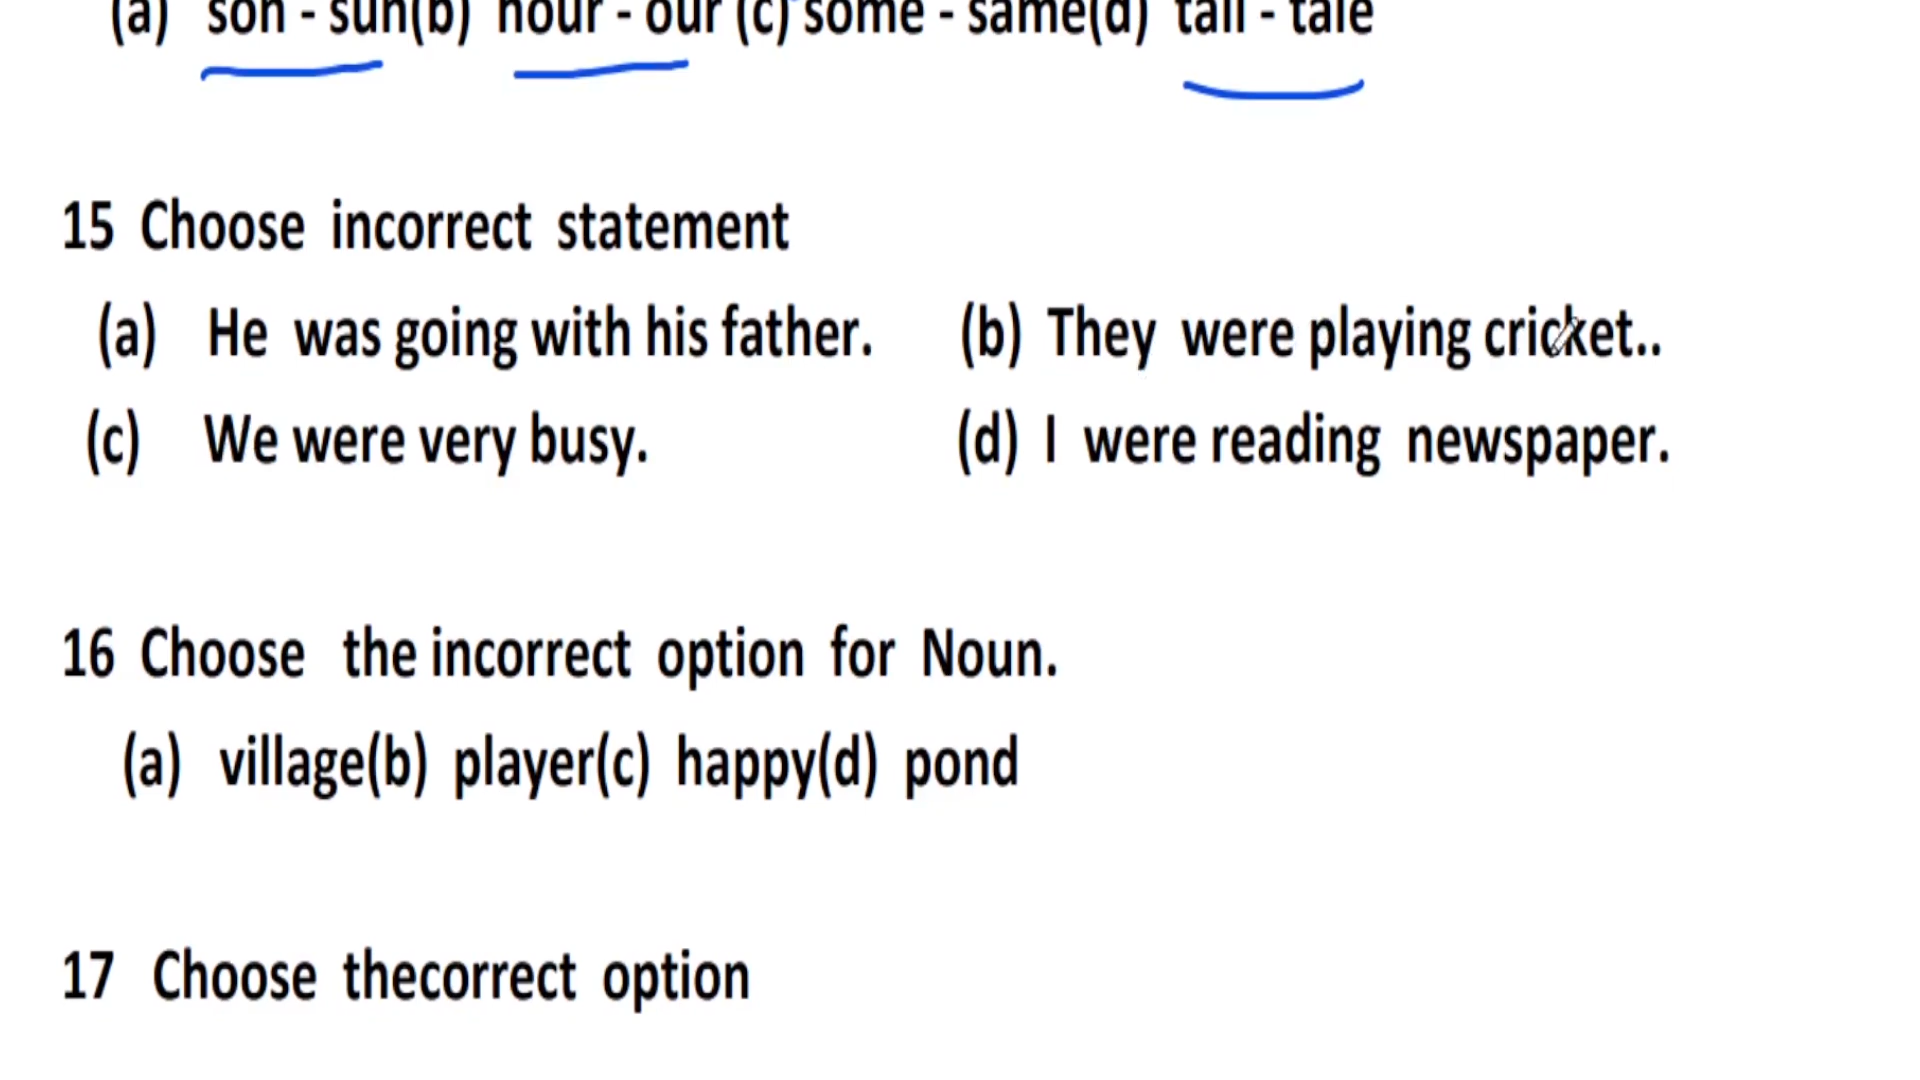 (a) son - sun(b) hour - our (c) some - same(d) tail - tale
15 Choose incorrect statement
(a) He was going with his father. (b) They were playing cricket..
(c) We were very busy. (d) I were reading newspaper.
16 Choose the incorrect option for Noun.
(a) village(b) player(c) happy(d) pond
17 Choose thecorrect option